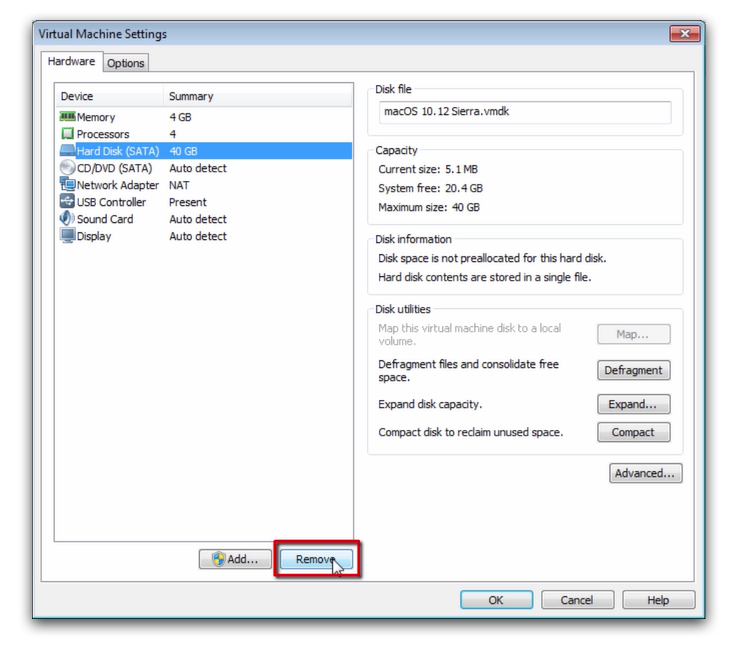 Virtual Machine Settings
Hardware Options
Device Summary
Memory 4 GB
Processors 4
Hard Disk (SATA) 40 GB
CD/DVD (SATA) Auto detect
Network Adapter NAT
USB Controller Present
Sound Card Auto detect
Display Auto detect
Add... Remove
Disk file
macOS 10.12 Sierra.vmdk
Capacity
Current size: 5.1 MB
System free: 20.4 GB
Maximum size: 40 GB
Disk information
Disk space is not preallocated for this hard disk.
Hard disk contents are stored in a single file.
Disk utilities
Map this virtual machine disk to a local
volume.
Map...
Defragment files and consolidate free
space.
Defragment
Expand disk capacity.
Expand...
Compact disk to reclaim unused space.
Compact
Advanced...
OK Cancel Help